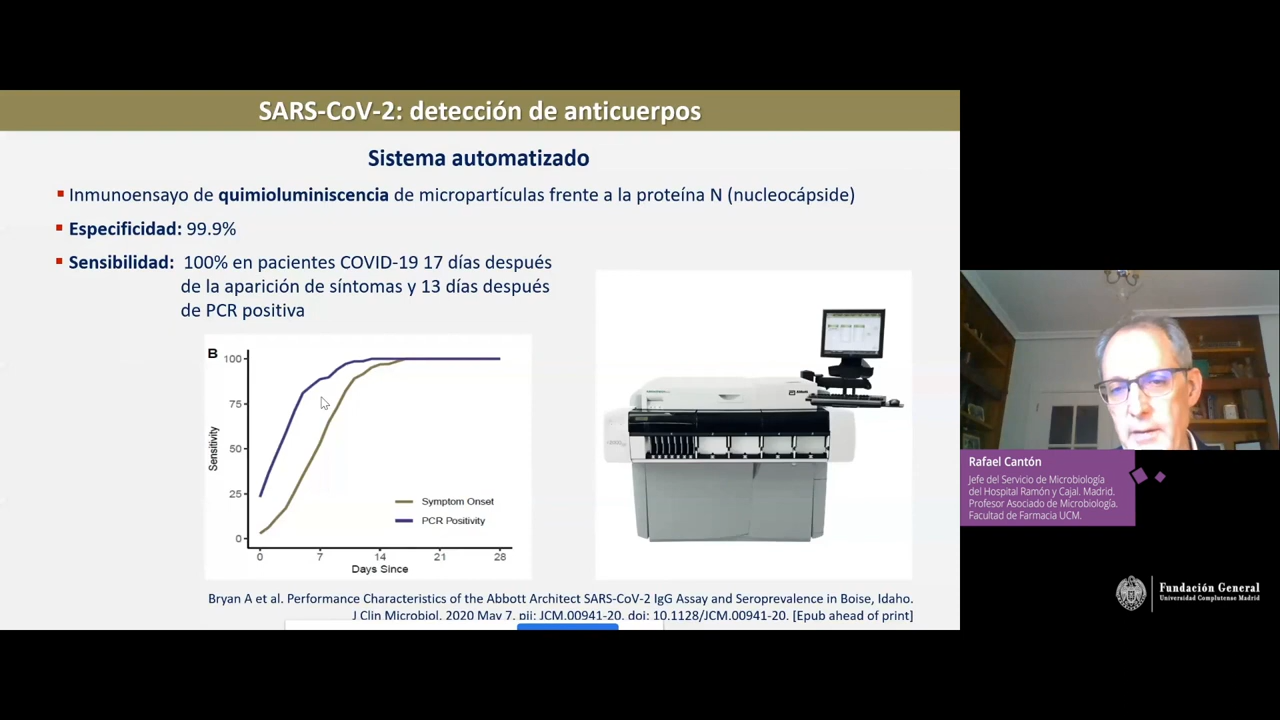 SARS-CoV-2: detección de anticuerpos
Sistema automatizado
Inmunoensayo de quimioluminiscencia de micropartículas frente a la proteína N (nucleocápside)
Especificidad: 99.9%
Sensibilidad: 100% en pacientes COVID-19 17 días después
de la aparición de síntomas y 13 días después
de PCR positiva
B
100
75
50
25
0
Sensitivity
Symptom Onset
PCR Positivity
0 7 14 21 28
Days Since
Bryan A et al. Performance Characteristics of the Abbott Architect SARS-CoV-2 IgG Assay and Seroprevalence in Boise, Idaho.
J Clin Microbiol. 2020 May 7. pii: JCM.00941-20. doi: 10.1128/JCM.00941-20. [Epub ahead of print]
Rafael Cantón
Jefe del Servicio de Microbiología
del Hospital Ramón y Cajal. Madrid.
Profesor Asociado de Microbiología.
Facultad de Farmacia UCM.
Fundación General
Universidad Complutense Madrid